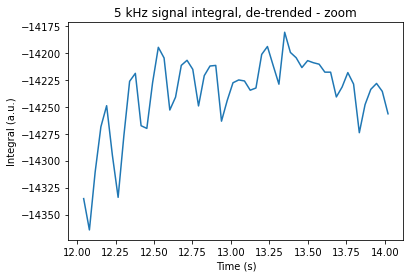 5 kHz signal integral, de-trended - zoom
Integral (a.u.)
−14175
−14200
−14225
−14250
−14275
−14300
−14325
−14350
12.00 12.25 12.50 12.75 13.00 13.25 13.50 13.75 14.00
Time (s)